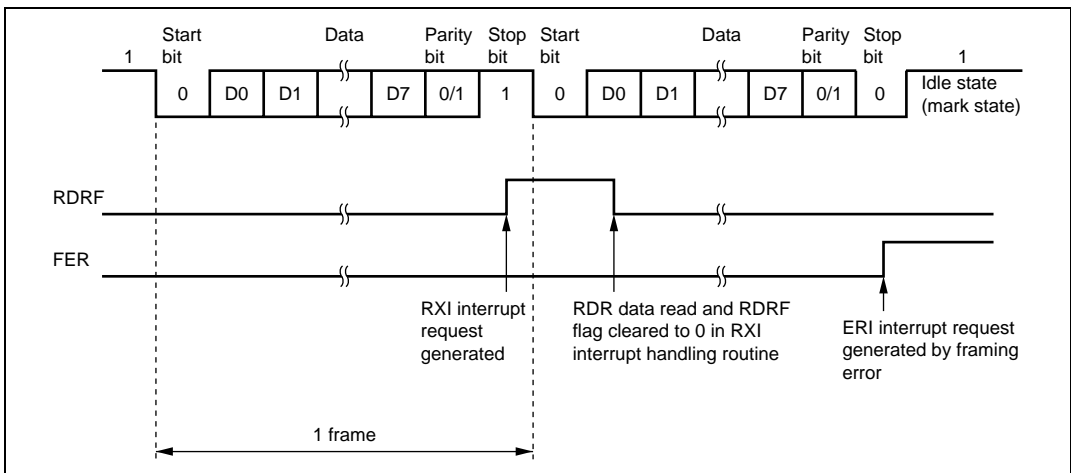 Start bit
Data
Parity bit
Stop bit
Start bit
Data
Parity bit
Stop bit
1
1
0
D0
D1
D7
0/1
1
0
D0
D1
D7
0/1
0
Idle state
(mark state)
RDRF
FER
RXI interrupt
request
generated
RDR data read and RDRF
flag cleared to 0 in RXI
interrupt handling routine
ERI interrupt request
generated by framing
error
1 frame